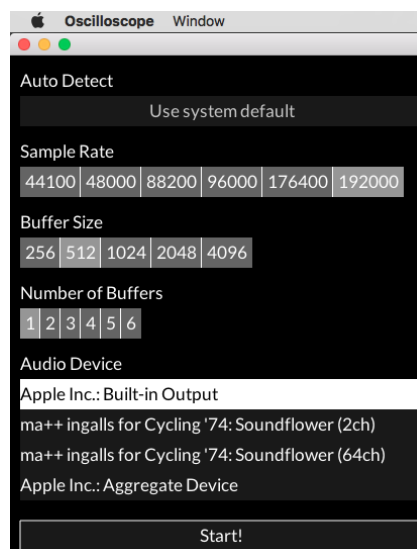 Oscilloscope Window
Auto Detect
Use system default
Sample Rate
44100 48000 88200 96000 176400 192000
Buffer Size
256 512 1024 2048 4096
Number of Buffers
1 2 3 4 5 6
Audio Device
Apple Inc.: Built-in Output
ma++ ingalls for Cycling '74: Soundflower (2ch)
ma++ ingalls for Cycling '74: Soundflower (64ch)
Apple Inc.: Aggregate Device
Start!